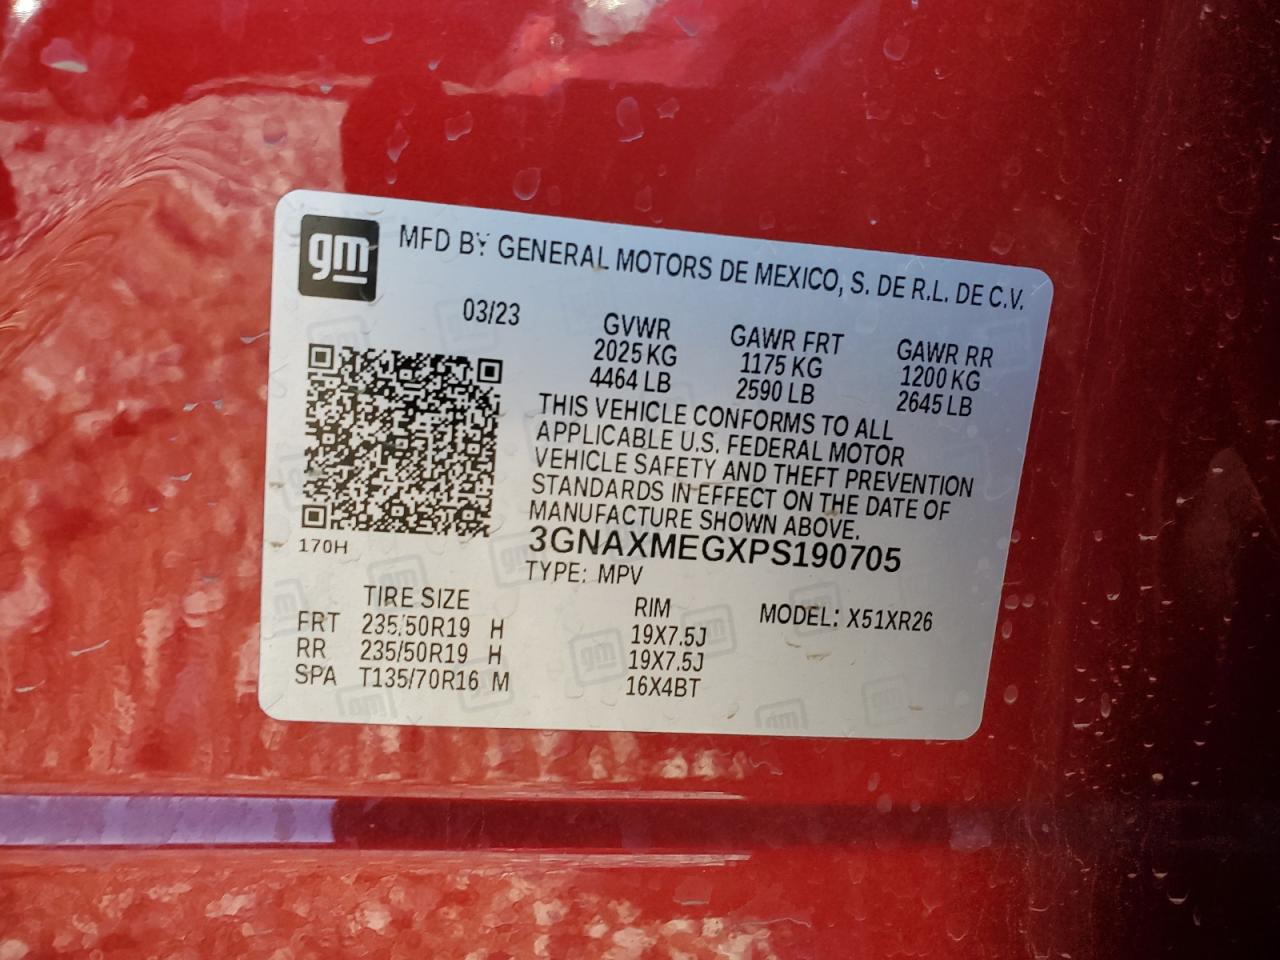 gm
MFD BY GENERAL MOTORS DE MEXICO, S. DE R.L. DE C.V.
03/23 GVWR GAWR FRT GAWR RR
2025 KG 1175 KG 1200 KG
4464 LB 2590 LB 2645 LB
THIS VEHICLE CONFORMS TO ALL
APPLICABLE U.S. FEDERAL MOTOR
VEHICLE SAFETY AND THEFT PREVENTION
STANDARDS IN EFFECT ON THE DATE OF
MANUFACTURE SHOWN ABOVE.
170H 3GNAXMEGXPS190705
TYPE: MPV
TIRE SIZE RIM MODEL: X51XR26
FRT 235/50R19 H 19X7.5J
RR 235/50R19 H 19X7.5J
SPA T135/70R16 M 16X4BT